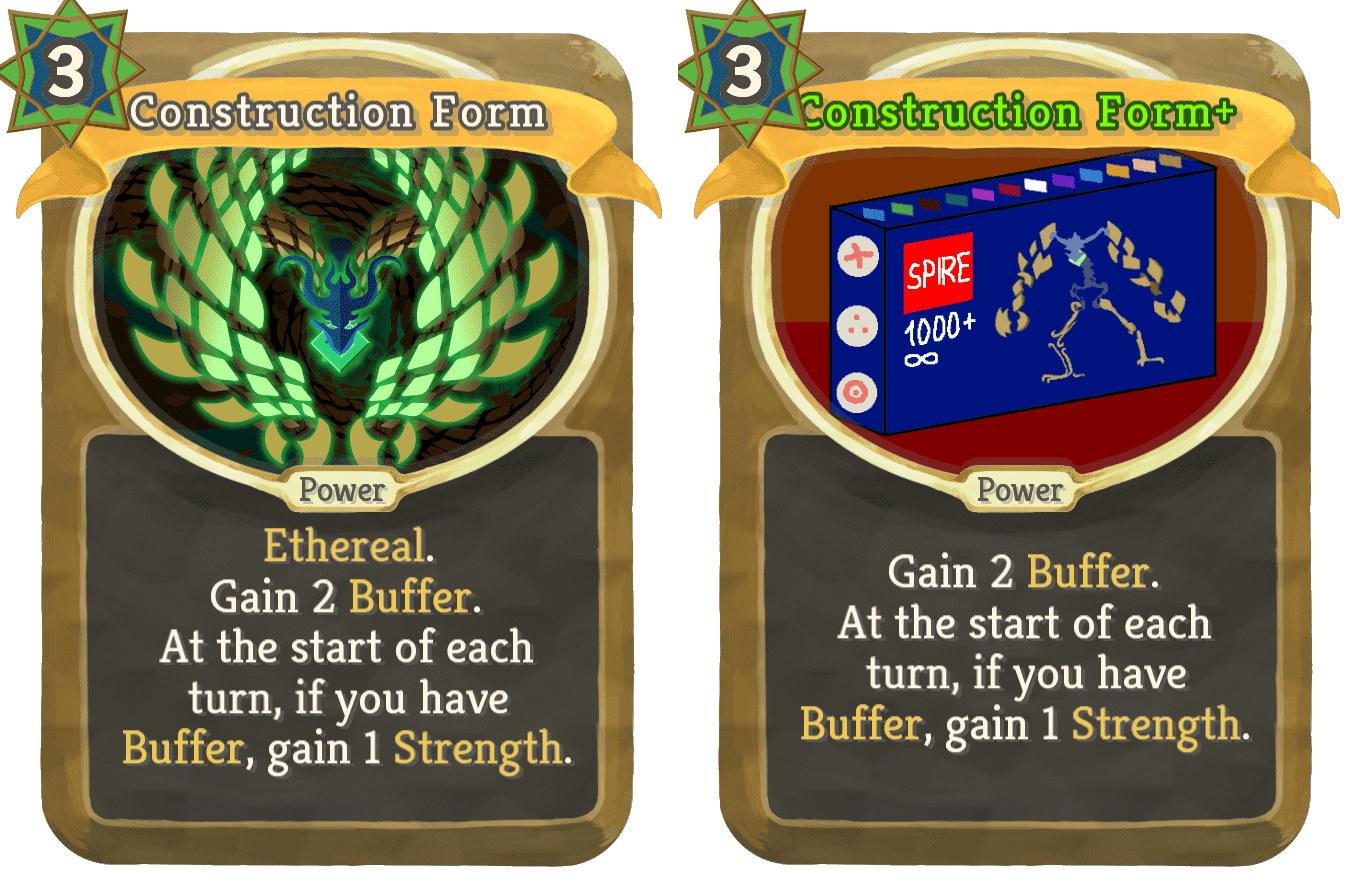 3
Construction Form
Power
Ethereal.
Gain 2 Buffer.
At the start of each
turn, if you have
Buffer, gain 1 Strength.
3
Construction Form+
SPIRE
1000+
∞
Power
Gain 2 Buffer.
At the start of each
turn, if you have
Buffer, gain 1 Strength.